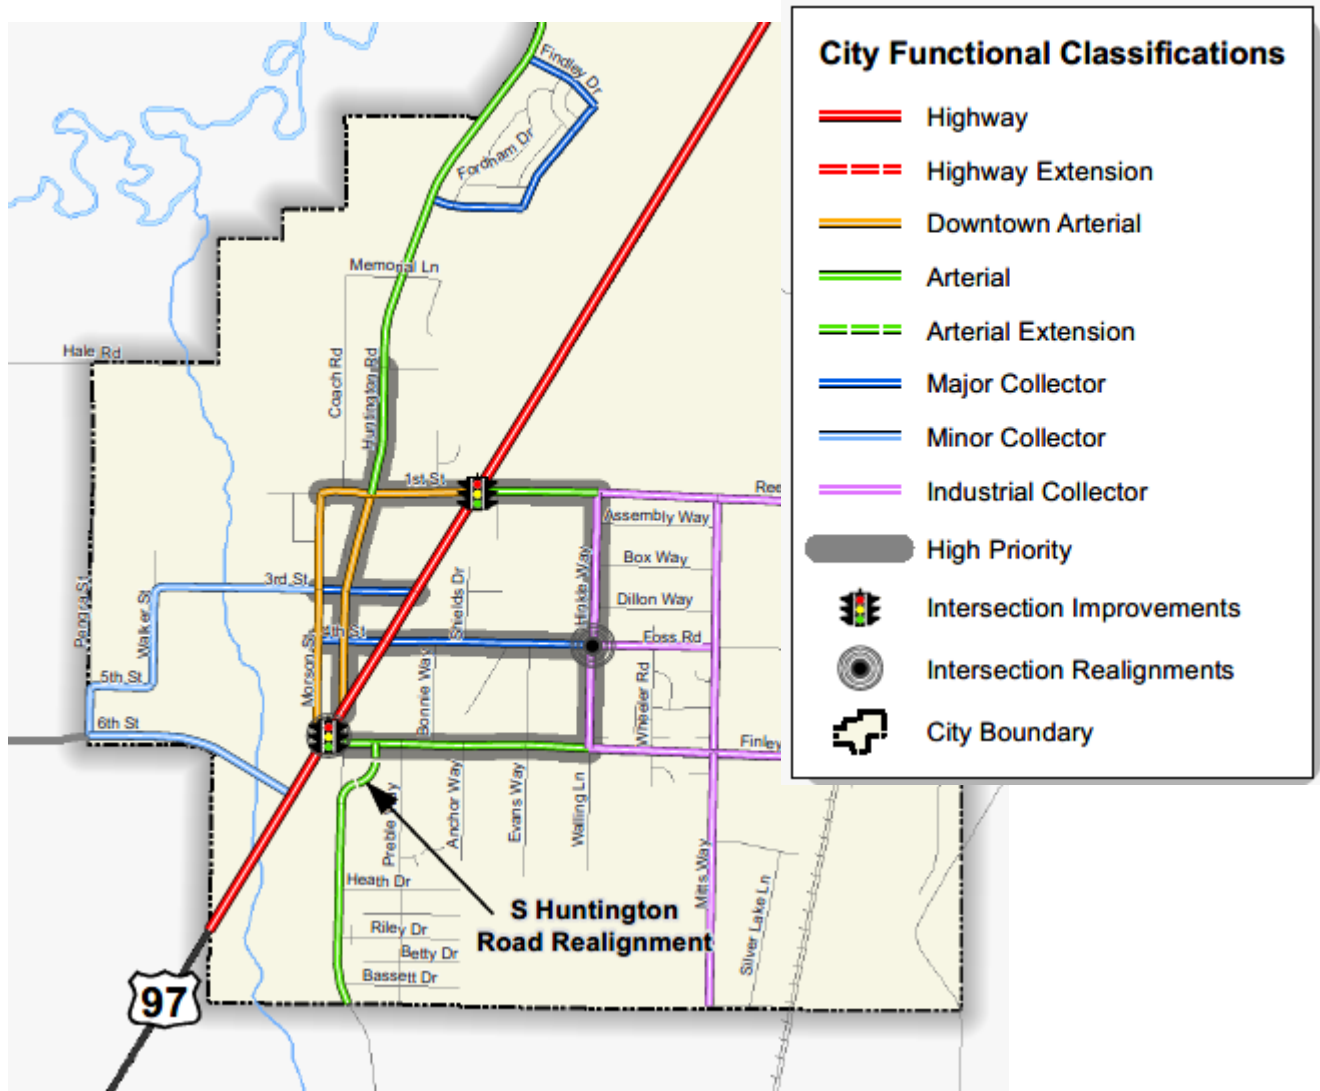 City Functional Classifications
Highway
Highway Extension
Downtown Arterial
Arterial
Arterial Extension
Major Collector
Minor Collector
Industrial Collector
High Priority
Intersection Improvements
Intersection Realignments
City Boundary
Findley Dr
Fordham Dr
Memorial Ln
Hale Rd
Coach Rd
Huntington Rd
1st St
Ree
Assembly Way
Box Way
Hinkle Way
3rd St
Shields Dr
Dillon Way
Pengra St
Walker St
Foss Rd
Morson St
Bonnie Way
Wheeler Rd
5th St
6th St
Finley
Preble Way
Anchor Way
Evans Way
Walling Ln
Mitts Way
Silver Lake Ln
Heath Dr
S Huntington
Road Realignment
Riley Dr
Betty Dr
Bassett Dr
97